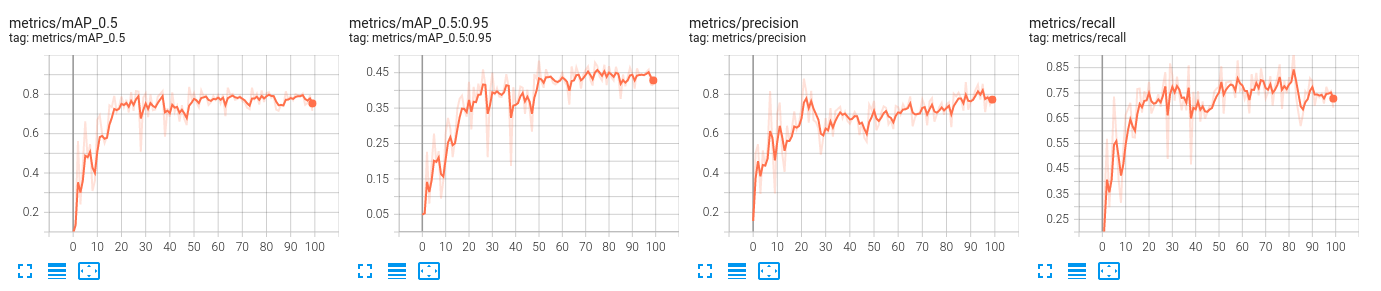 metrics/mAP_0.5
tag: metrics/mAP_0.5
0.8
0.6
0.4
0.2
0 10 20 30 40 50 60 70 80 90 100
metrics/mAP_0.5:0.95
tag: metrics/mAP_0.5:0.95
0.45
0.35
0.25
0.15
0.05
0 10 20 30 40 50 60 70 80 90 100
metrics/precision
tag: metrics/precision
0.8
0.6
0.4
0.2
0 10 20 30 40 50 60 70 80 90 100
metrics/recall
tag: metrics/recall
0.85
0.75
0.65
0.55
0.45
0.35
0.25
0 10 20 30 40 50 60 70 80 90 100